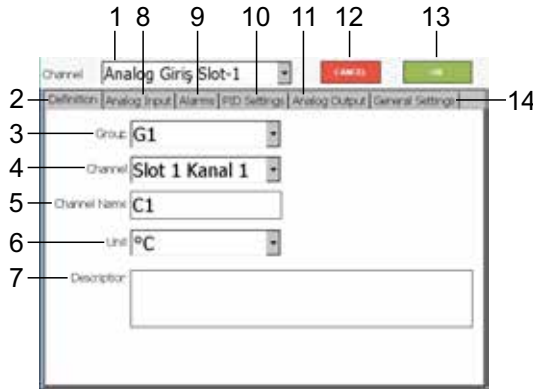 1 8 9 10 11 12 13
Channel Analog Giriş Slot-1 CANCEL OK
2 Definition Analog Input Alarms PID Settings Analog Output General Settings 14
3 Group G1
4 Channel Slot 1 Kanal 1
5 Channel Name C1
6 Unit °C
7 Description